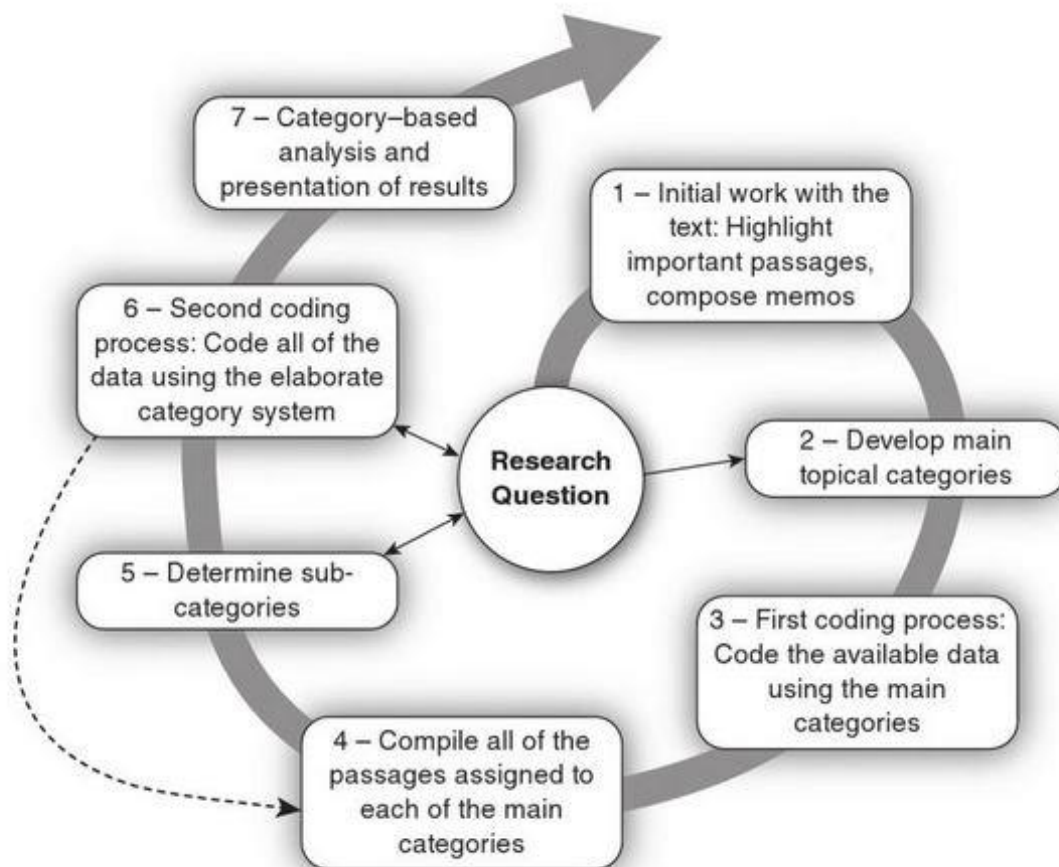 7 – Category–based
analysis and
presentation of results
1 – Initial work with the
text: Highlight
important passages,
compose memos
6 – Second coding
process: Code all of the
data using the elaborate
category system
Research
Question
2 – Develop main
topical categories
5 – Determine sub-
categories
3 – First coding process:
Code the available data
using the main
categories
4 – Compile all of the
passages assigned to
each of the main
categories